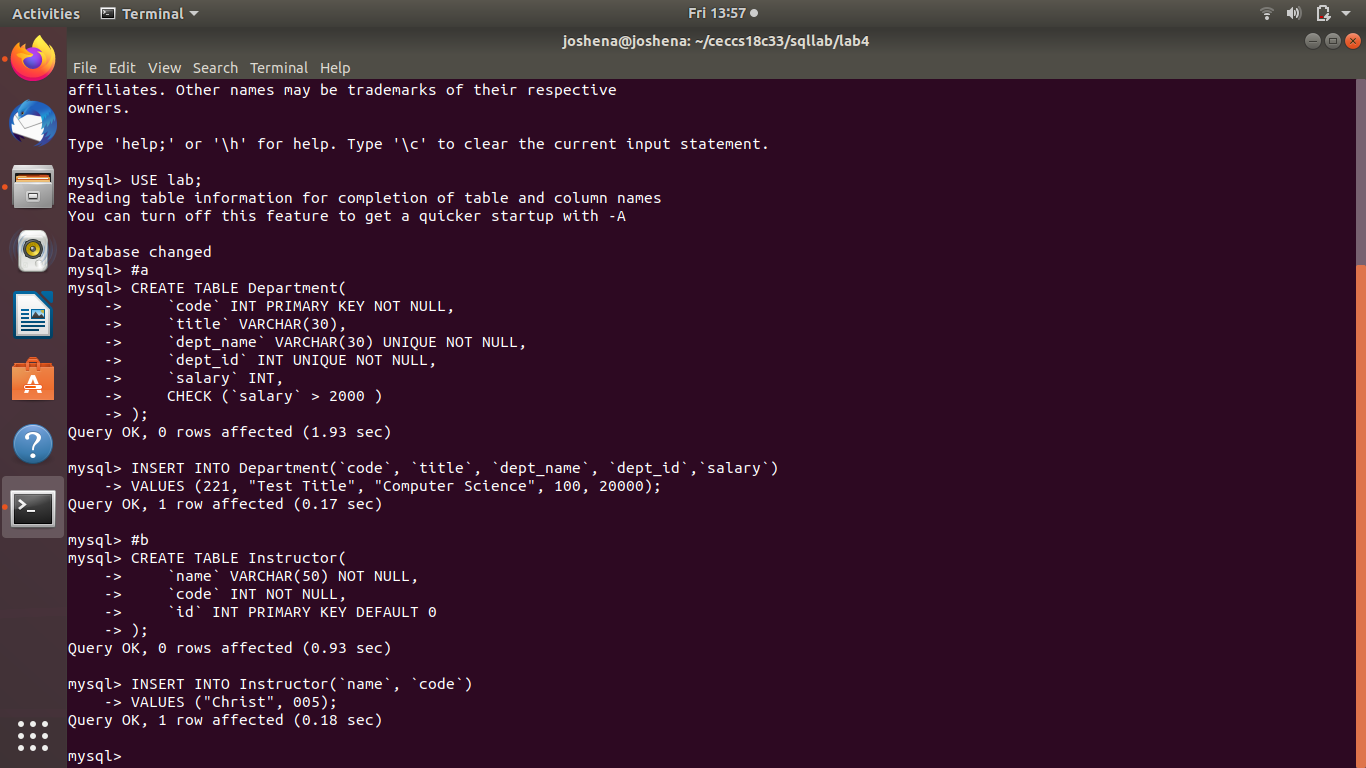 Activities Terminal Fri 13:57
joshena@joshena: ~/ceccs18c33/sqllab/lab4
File Edit View Search Terminal Help
affiliates. Other names may be trademarks of their respective
owners.
Type 'help;' or '\h' for help. Type '\c' to clear the current input statement.
mysql> USE lab;
Reading table information for completion of table and column names
You can turn off this feature to get a quicker startup with -A
Database changed
mysql> #a
mysql> CREATE TABLE Department(
    ->     `code` INT PRIMARY KEY NOT NULL,
    ->     `title` VARCHAR(30),
    ->     `dept_name` VARCHAR(30) UNIQUE NOT NULL,
    ->     `dept_id` INT UNIQUE NOT NULL,
    ->     `salary` INT,
    ->     CHECK (`salary` > 2000 )
    -> );
Query OK, 0 rows affected (1.93 sec)
mysql> INSERT INTO Department(`code`, `title`, `dept_name`, `dept_id`,`salary`)
    -> VALUES (221, "Test Title", "Computer Science", 100, 20000);
Query OK, 1 row affected (0.17 sec)
mysql> #b
mysql> CREATE TABLE Instructor(
    ->     `name` VARCHAR(50) NOT NULL,
    ->     `code` INT NOT NULL,
    ->     `id` INT PRIMARY KEY DEFAULT 0
    -> );
Query OK, 0 rows affected (0.93 sec)
mysql> INSERT INTO Instructor(`name`, `code`)
    -> VALUES ("Christ", 005);
Query OK, 1 row affected (0.18 sec)
mysql>